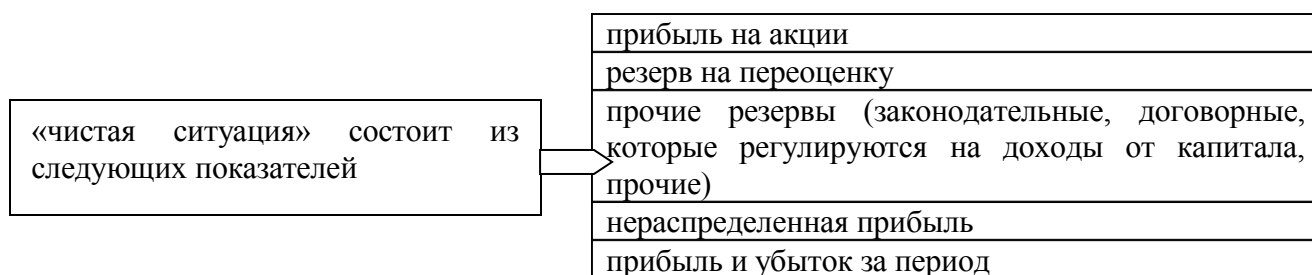 «чистая ситуация» состоит из
следующих показателей
прибыль на акции
резерв на переоценку
прочие резервы (законодательные, договорные,
которые регулируются на доходы от капитала,
прочие)
нераспределенная прибыль
прибыль и убыток за период